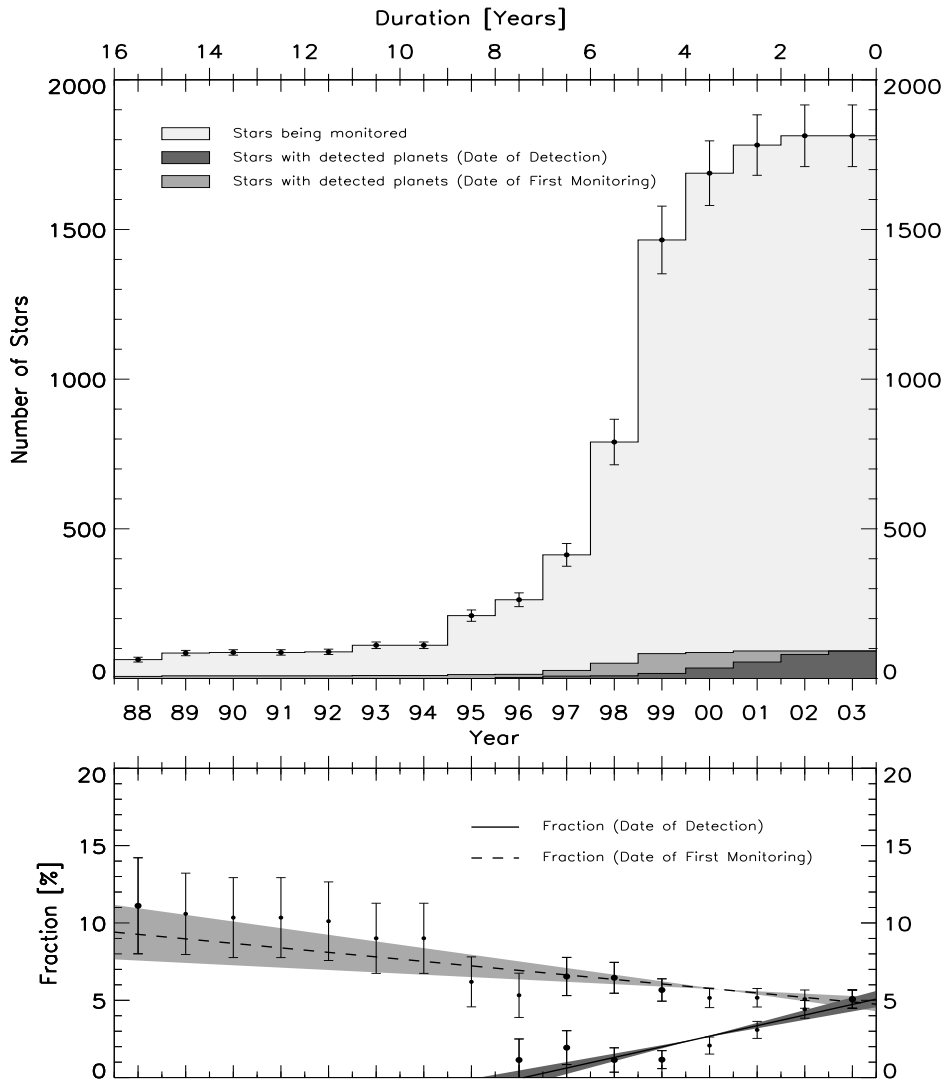 Duration [Years]
16 14 12 10 8 6 4 2 0
2000 2000
Stars being monitored
Stars with detected planets (Date of Detection)
Stars with detected planets (Date of First Monitoring)
1500 1500
Number of Stars
1000 1000
500 500
0 0
88 89 90 91 92 93 94 95 96 97 98 99 00 01 02 03
Year
20 20
Fraction (Date of Detection)
15 15
Fraction (Date of First Monitoring)
Fraction [%]
10 10
5 5
0 0